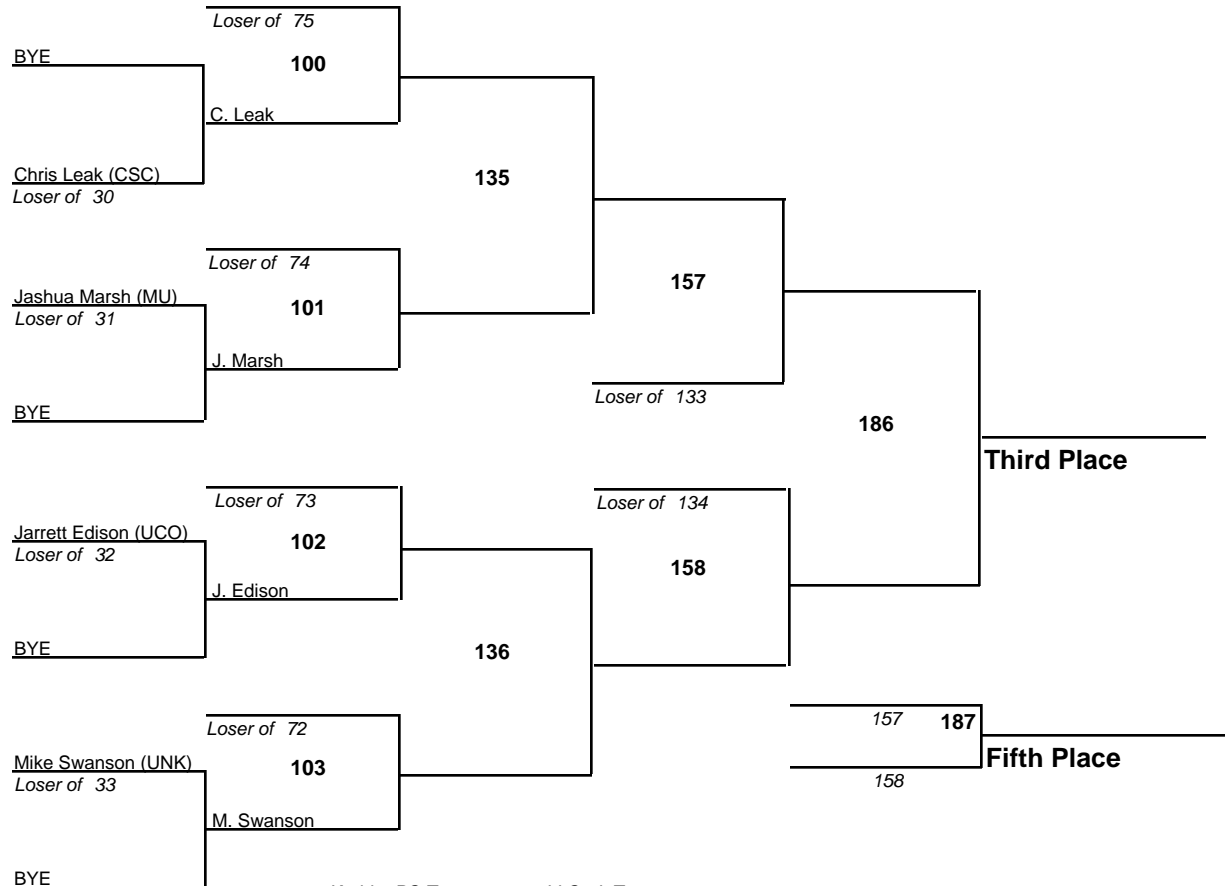 Loser of 75
BYE
100
C. Leak
Chris Leak (CSC)
Loser of 30
135
Loser of 74
Jashua Marsh (MU)
Loser of 31
101
157
J. Marsh
Loser of 133
BYE
186
Third Place
Loser of 73
Loser of 134
Jarrett Edison (UCO)
Loser of 32
102
158
J. Edison
BYE
136
Loser of 72
157
187
Mike Swanson (UNK)
Loser of 33
103
Fifth Place
158
M. Swanson
BYE